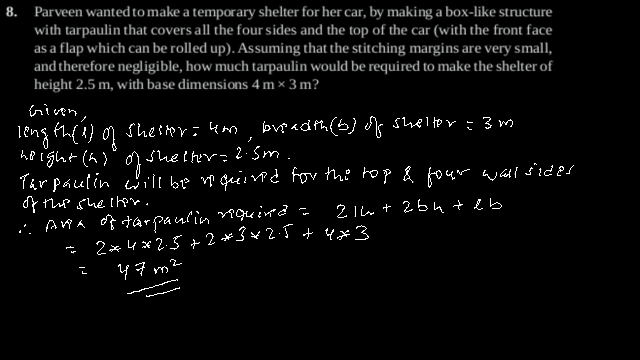 8. Parveen wanted to make a temporary shelter for her car, by making a box-like structure
with tarpaulin that covers all the four sides and the top of the car (with the front face
as a flap which can be rolled up). Assuming that the stitching margins are very small,
and therefore negligible, how much tarpaulin would be required to make the shelter of
height 2.5 m, with base dimensions 4 m × 3 m?
Given,
length(l) of shelter = 4m , breadth(b) of shelter = 3 m
height(h) of shelter = 2.5m.
Tarpaulin will be required for the top & four wall sides
of the shelter.
∴ Area of tarpaulin required = 2lh + 2bh + lb
= 2*4*2.5 + 2*3*2.5 + 4*3
= 47 m²